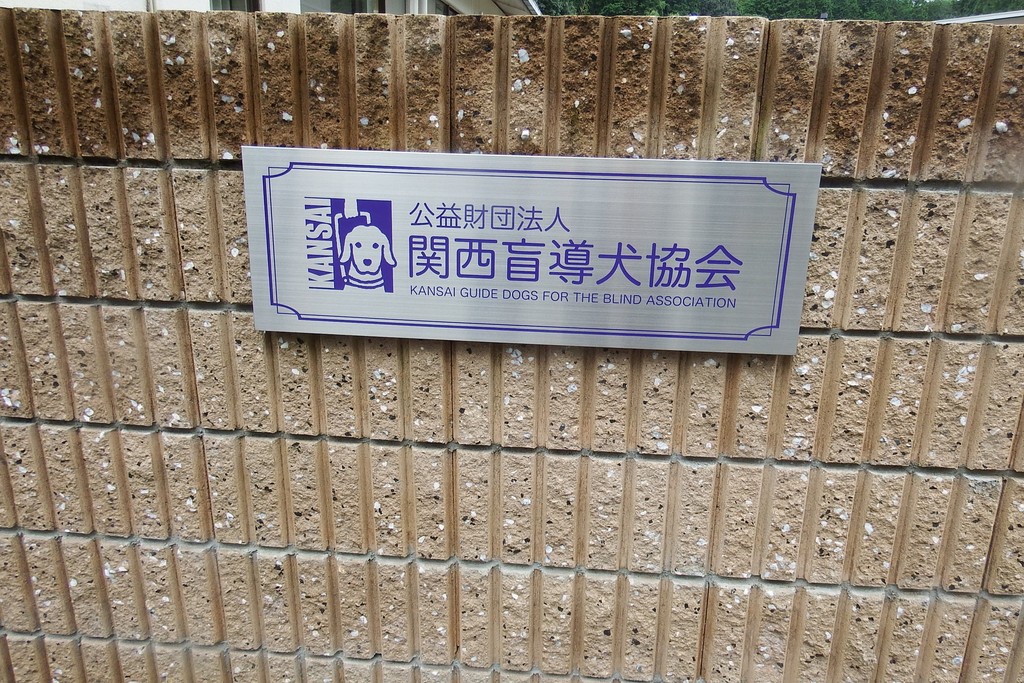 KANSAI
公益財団法人
関西盲導犬協会
KANSAI GUIDE DOGS FOR THE BLIND ASSOCIATION